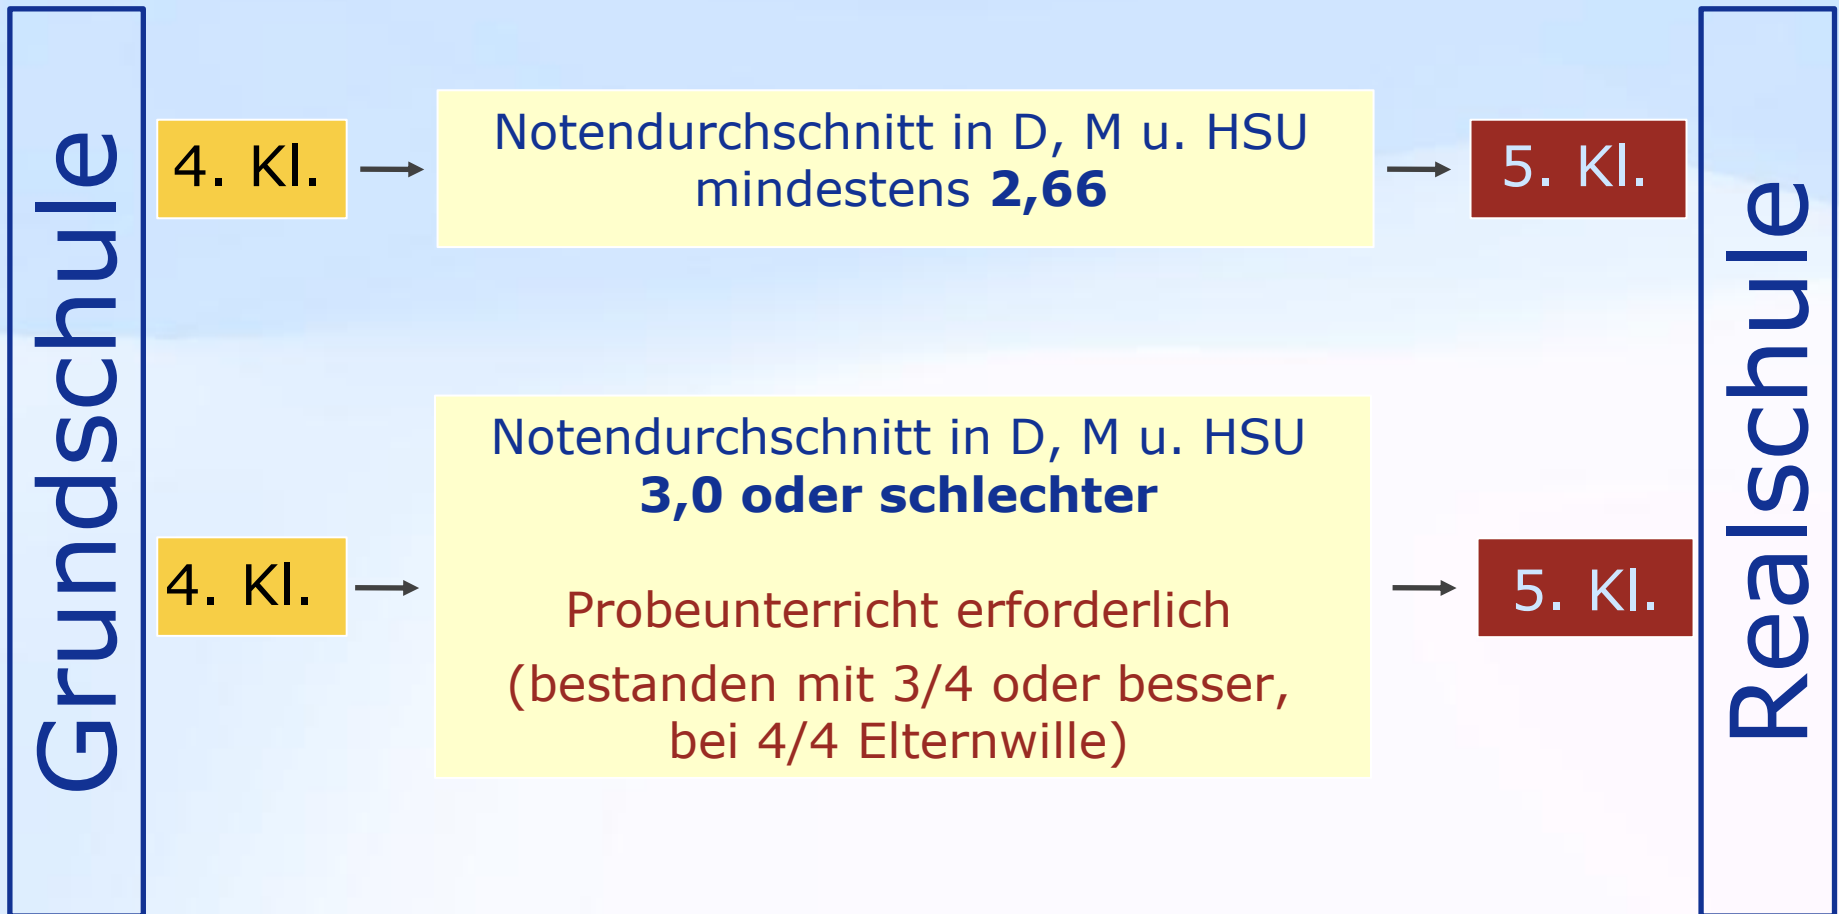 Grundschule
4. Kl.
Notendurchschnitt in D, M u. HSU
mindestens 2,66
5. Kl.
4. Kl.
Notendurchschnitt in D, M u. HSU
3,0 oder schlechter
Probeunterricht erforderlich
(bestanden mit 3/4 oder besser,
bei 4/4 Elternwille)
5. Kl.
Realschule